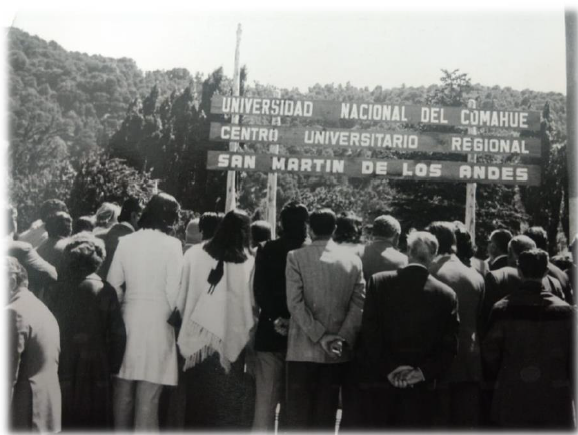 UNIVERSIDAD NACIONAL DEL COMAHUE
CENTRO UNIVERSITARIO REGIONAL
SAN MARTIN DE LOS ANDES